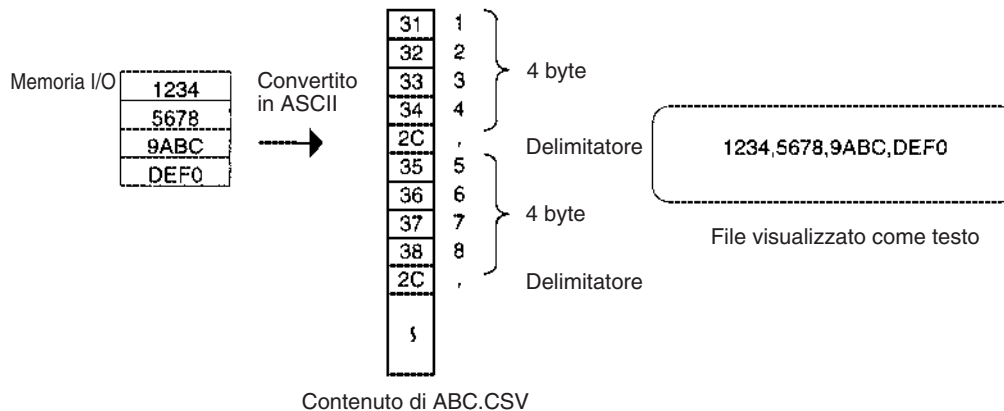 Memoria I/O
1234
5678
9ABC
DEF0
Convertito
in ASCII
31 1
32 2
33 3
34 4
2C ,
35 5
36 6
37 7
38 8
2C ,
4 byte
Delimitatore
4 byte
Delimitatore
Contenuto di ABC.CSV
1234,5678,9ABC,DEF0
File visualizzato come testo